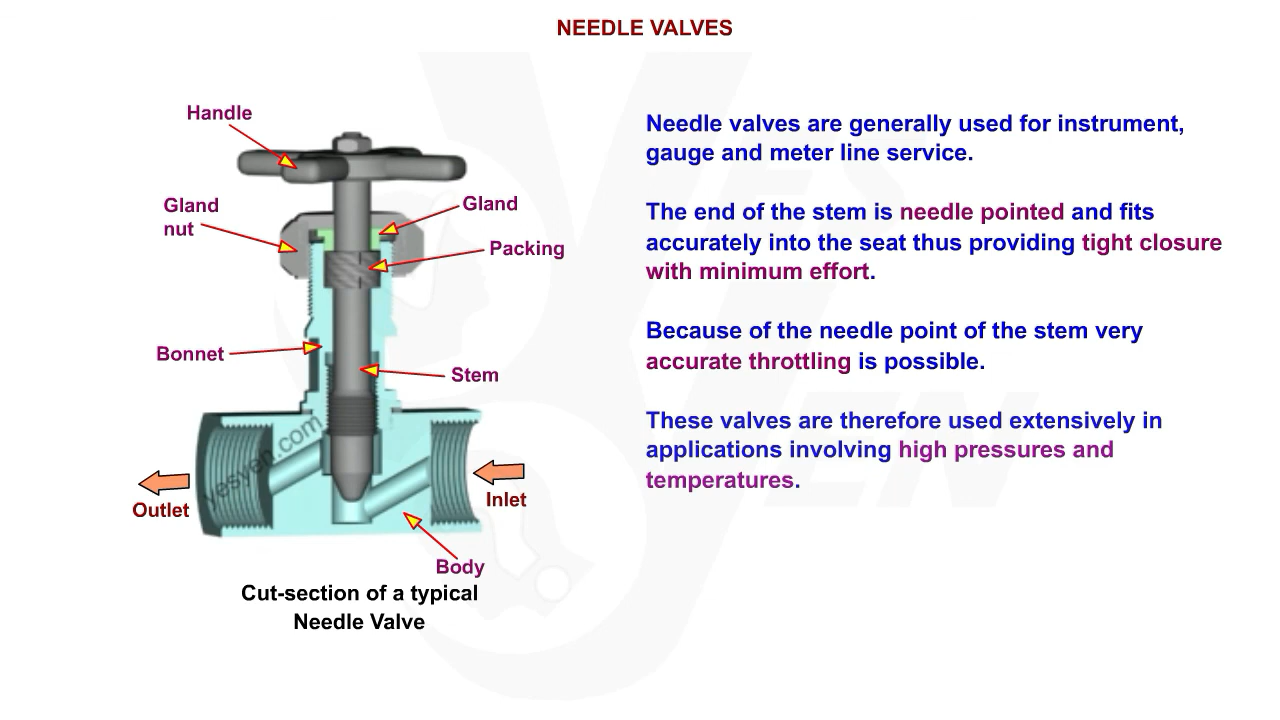 NEEDLE VALVES
Handle
Gland
nut
Gland
Packing
Bonnet
Stem
Outlet
Inlet
Body
yesyen.com
Cut-section of a typical
Needle Valve
Needle valves are generally used for instrument,
gauge and meter line service.
The end of the stem is needle pointed and fits
accurately into the seat thus providing tight closure
with minimum effort.
Because of the needle point of the stem very
accurate throttling is possible.
These valves are therefore used extensively in
applications involving high pressures and
temperatures.
YES
YEN